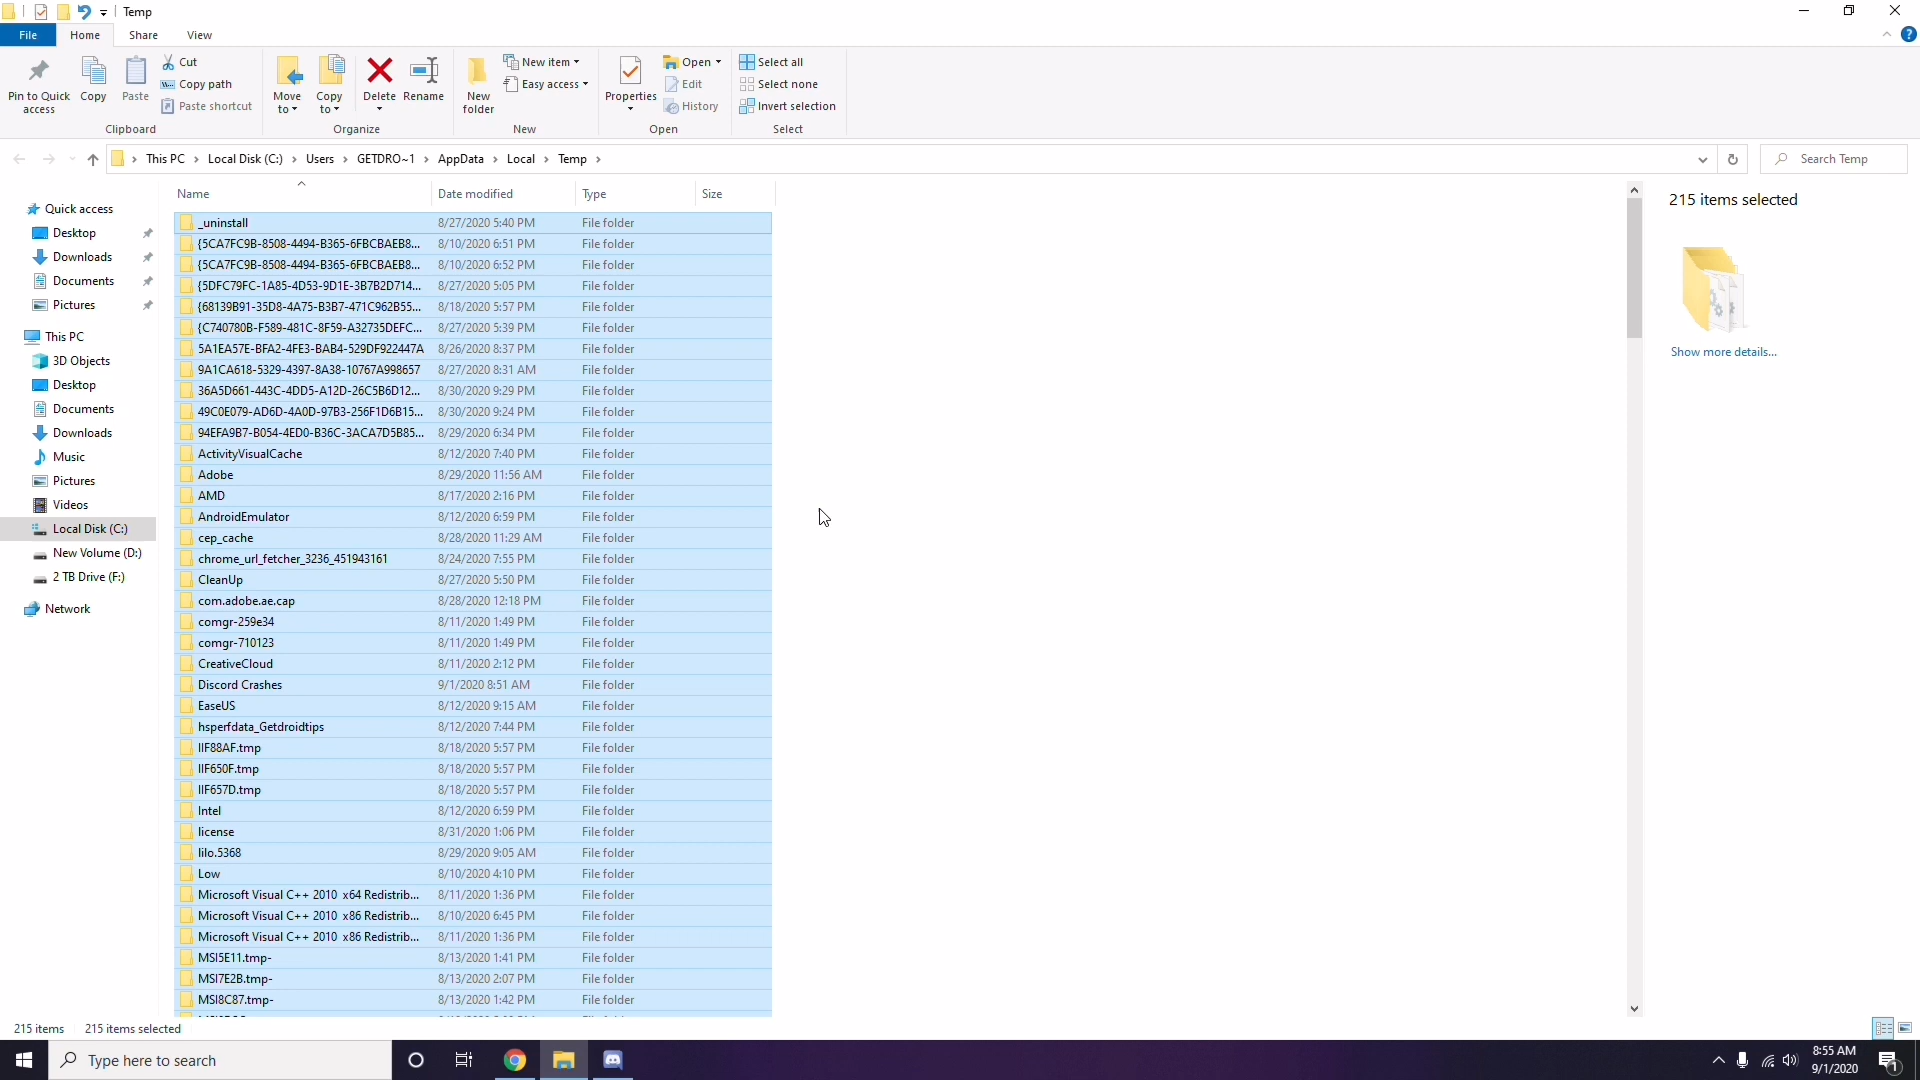 Temp
File Home Share View
Pin to Quick access
Copy
Paste
Cut
Copy path
Paste shortcut
Clipboard
Move to
Copy to
Delete
Rename
Organize
New folder
New item
Easy access
New
Properties
Open
Edit
History
Open
Select all
Select none
Invert selection
Select
This PC › Local Disk (C:) › Users › GETDRO~1 › AppData › Local › Temp ›
Search Temp
Quick access
Desktop
Downloads
Documents
Pictures
This PC
3D Objects
Desktop
Documents
Downloads
Music
Pictures
Videos
Local Disk (C:)
New Volume (D:)
2 TB Drive (F:)
Network
Name Date modified Type Size
_uninstall 8/27/2020 5:40 PM File folder
{5CA7FC9B-8508-4494-B365-6FBCBAEB8... 8/10/2020 6:51 PM File folder
{5CA7FC9B-8508-4494-B365-6FBCBAEB8... 8/10/2020 6:52 PM File folder
{5DFC79FC-1A85-4D53-9D1E-3B7B2D714... 8/27/2020 5:05 PM File folder
{68139B91-35D8-4A75-B3B7-471C962B55... 8/18/2020 5:57 PM File folder
{C740780B-F589-481C-8F59-A32735DEFC... 8/27/2020 5:39 PM File folder
5A1EA57E-BFA2-4FE3-BAB4-529DF922447A 8/26/2020 8:37 PM File folder
9A1CA618-5329-4397-8A38-10767A998657 8/27/2020 8:31 AM File folder
36A5D661-443C-4DD5-A12D-26C5B6D12... 8/30/2020 9:29 PM File folder
49C0E079-AD6D-4A0D-97B3-256F1D6B15... 8/30/2020 9:24 PM File folder
94EFA9B7-B054-4ED0-B36C-3ACA7D5B85... 8/29/2020 6:34 PM File folder
ActivityVisualCache 8/12/2020 7:40 PM File folder
Adobe 8/29/2020 11:56 AM File folder
AMD 8/17/2020 2:16 PM File folder
AndroidEmulator 8/12/2020 6:59 PM File folder
cep_cache 8/28/2020 11:29 AM File folder
chrome_url_fetcher_3236_451943161 8/24/2020 7:55 PM File folder
CleanUp 8/27/2020 5:50 PM File folder
com.adobe.ae.cap 8/28/2020 12:18 PM File folder
comgr-259e34 8/11/2020 1:49 PM File folder
comgr-710123 8/11/2020 1:49 PM File folder
CreativeCloud 8/11/2020 2:12 PM File folder
Discord Crashes 9/1/2020 8:51 AM File folder
EaseUS 8/12/2020 9:15 AM File folder
hsperfdata_Getdroidtips 8/12/2020 7:44 PM File folder
IIF88AF.tmp 8/18/2020 5:57 PM File folder
IIF650F.tmp 8/18/2020 5:57 PM File folder
IIF657D.tmp 8/18/2020 5:57 PM File folder
Intel 8/12/2020 6:59 PM File folder
license 8/31/2020 1:06 PM File folder
lilo.5368 8/29/2020 9:05 AM File folder
Low 8/10/2020 4:10 PM File folder
Microsoft Visual C++ 2010 x64 Redistrib... 8/11/2020 1:36 PM File folder
Microsoft Visual C++ 2010 x86 Redistrib... 8/10/2020 6:45 PM File folder
Microsoft Visual C++ 2010 x86 Redistrib... 8/11/2020 1:36 PM File folder
MSI5E11.tmp- 8/13/2020 1:41 PM File folder
MSI7E2B.tmp- 8/13/2020 2:07 PM File folder
MSI8C87.tmp- 8/13/2020 1:42 PM File folder
215 items selected
Show more details...
215 items 215 items selected
Type here to search
8:55 AM
9/1/2020
1